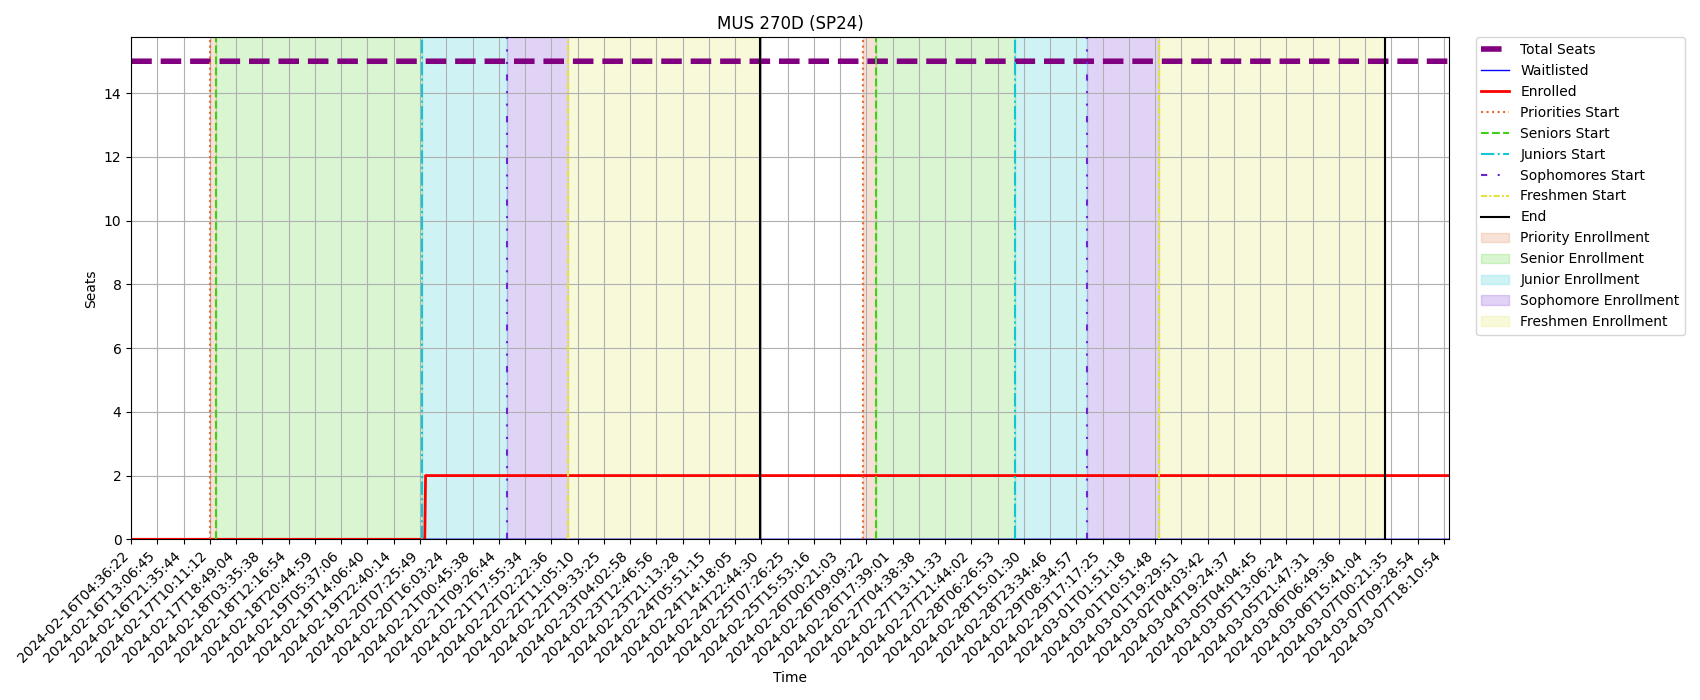 MUS 270D (SP24)
Seats
14
12
10
8
6
4
2
0
2024-02-16T04:36:22
2024-02-16T13:06:45
2024-02-16T21:35:44
2024-02-17T10:11:12
2024-02-17T18:49:04
2024-02-18T03:35:38
2024-02-18T12:16:54
2024-02-18T20:44:59
2024-02-19T05:37:06
2024-02-19T14:06:40
2024-02-19T22:40:14
2024-02-20T07:25:49
2024-02-20T16:03:24
2024-02-21T00:45:38
2024-02-21T09:26:44
2024-02-21T17:55:34
2024-02-22T02:22:36
2024-02-22T11:05:10
2024-02-22T19:33:25
2024-02-23T04:02:58
2024-02-23T12:46:56
2024-02-23T21:13:28
2024-02-24T05:51:15
2024-02-24T14:18:05
2024-02-24T22:44:30
2024-02-25T07:26:25
2024-02-25T15:53:16
2024-02-26T00:21:03
2024-02-26T09:09:22
2024-02-26T17:39:01
2024-02-27T04:38:38
2024-02-27T13:11:33
2024-02-27T21:44:02
2024-02-28T06:26:53
2024-02-28T15:01:30
2024-02-28T23:34:46
2024-02-29T08:34:57
2024-02-29T17:17:25
2024-03-01T01:51:18
2024-03-01T10:51:48
2024-03-01T19:29:51
2024-03-02T04:03:42
2024-03-04T19:24:37
2024-03-05T04:04:45
2024-03-05T13:06:24
2024-03-05T21:47:31
2024-03-06T06:49:36
2024-03-06T15:41:04
2024-03-07T00:21:35
2024-03-07T09:28:54
2024-03-07T18:10:54
Time
Total Seats
Waitlisted
Enrolled
Priorities Start
Seniors Start
Juniors Start
Sophomores Start
Freshmen Start
End
Priority Enrollment
Senior Enrollment
Junior Enrollment
Sophomore Enrollment
Freshmen Enrollment